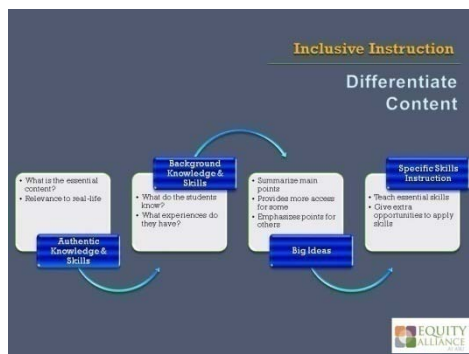 Inclusive Instruction
Differentiate
Content
• What is the essential
content?
• Relevance to real-life
Authentic
Knowledge &
Skills
Background
Knowledge &
Skills
• What do the students
know?
• What experiences do
they have?
• Summarize main
points
• Provides more access
for some
• Emphasizes points for
others
Big Ideas
Specific Skills
Instruction
• Teach essential skills
• Give extra
opportunities to apply
skills
EQUITY
ALLIANCE